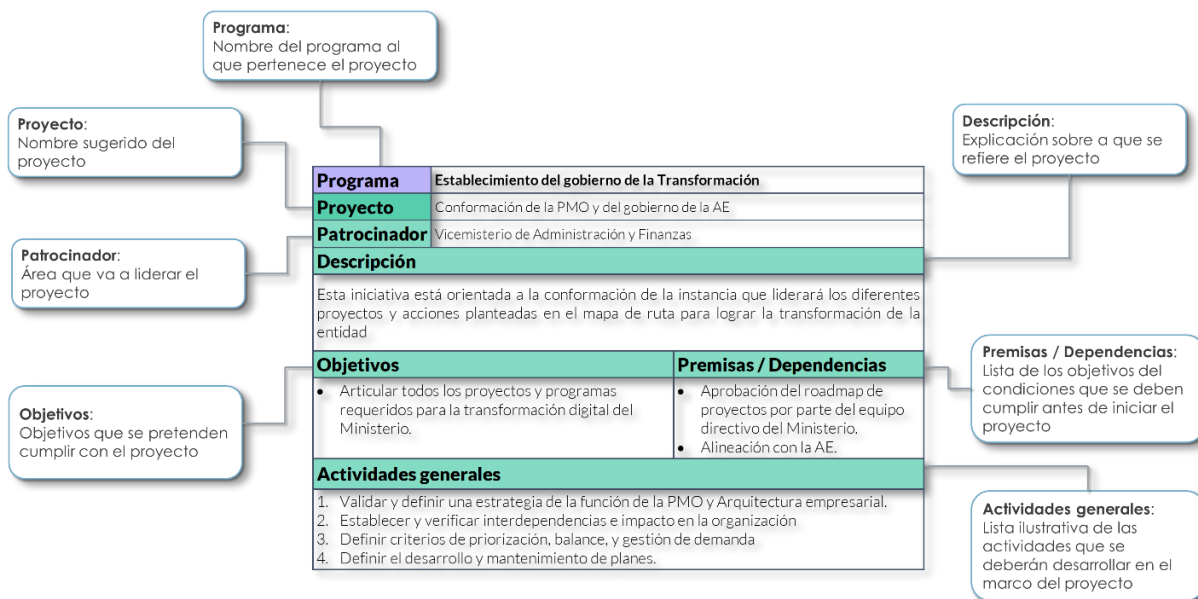 Programa:
Nombre del programa al
que pertenece el proyecto
Proyecto:
Nombre sugerido del
proyecto
Descripción:
Explicación sobre a que se
refiere el proyecto
Programa Establecimiento del gobierno de la Transformación
Proyecto Conformación de la PMO y del gobierno de la AE
Patrocinador Vicemisterio de Administración y Finanzas
Patrocinador:
Área que va a liderar el
proyecto
Descripción
Esta iniciativa está orientada a la conformación de la instancia que liderará los diferentes
proyectos y acciones planteadas en el mapa de ruta para lograr la transformación de la
entidad
Objetivos
• Articular todos los proyectos y programas
requeridos para la transformación digital del
Ministerio.
Premisas / Dependencias
• Aprobación del roadmap de
proyectos por parte del equipo
directivo del Ministerio.
• Alineación con la AE.
Premisas / Dependencias:
Lista de los objetivos del
condiciones que se deben
cumplir antes de iniciar el
proyecto
Objetivos:
Objetivos que se pretenden
cumplir con el proyecto
Actividades generales
1. Validar y definir una estrategia de la función de la PMO y Arquitectura empresarial.
2. Establecer y verificar interdependencias e impacto en la organización
3. Definir criterios de priorización, balance, y gestión de demanda
4. Definir el desarrollo y mantenimiento de planes.
Actividades generales:
Lista ilustrativa de las
actividades que se
deberán desarrollar en el
marco del proyecto